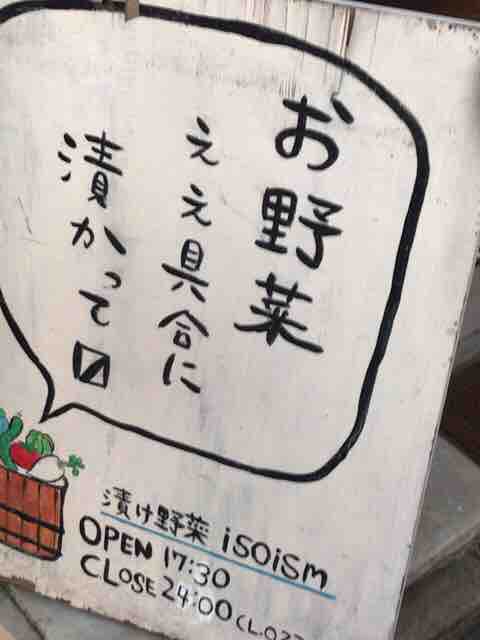 お野菜
ええ具合に
漬かって〼
漬け野菜 isoism
OPEN 17:30
CLOSE 24:00